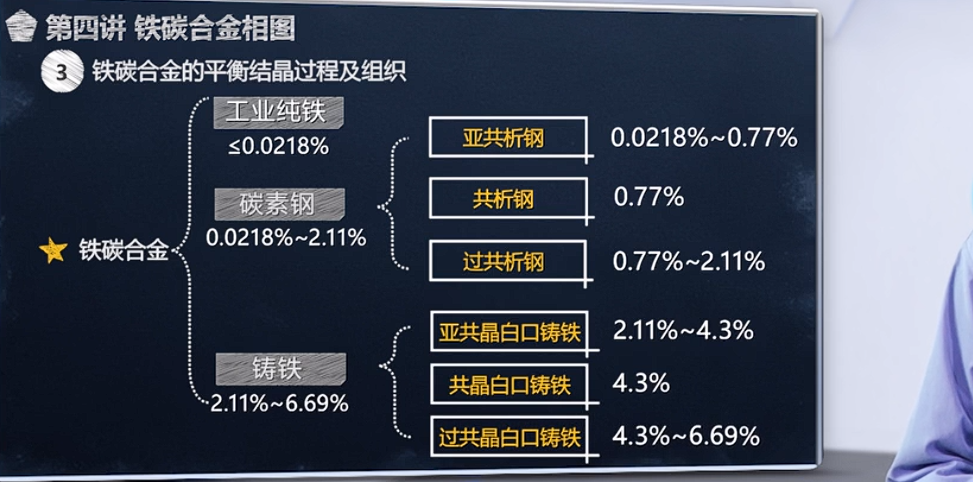 第四讲 铁碳合金相图
3 铁碳合金的平衡结晶过程及组织
铁碳合金
工业纯铁
≤0.0218%
碳素钢
0.0218%~2.11%
亚共析钢 0.0218%~0.77%
共析钢 0.77%
过共析钢 0.77%~2.11%
铸铁
2.11%~6.69%
亚共晶白口铸铁 2.11%~4.3%
共晶白口铸铁 4.3%
过共晶白口铸铁 4.3%~6.69%